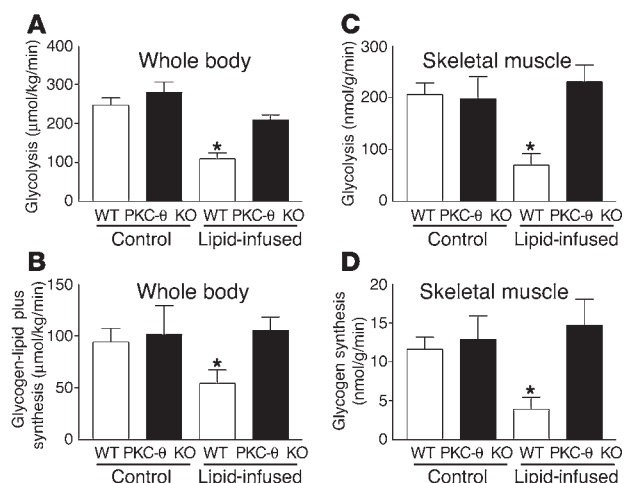 A
Whole body
Glycolysis (μmol/kg/min)
400
300
200
100
0
*
WT PKC-θ KO WT PKC-θ KO
Control Lipid-infused
C
Skeletal muscle
Glycolysis (nmol/g/min)
300
200
100
0
*
WT PKC-θ KO WT PKC-θ KO
Control Lipid-infused
B
Whole body
Glycogen-lipid plus
synthesis (μmol/kg/min)
150
100
50
0
*
WT PKC-θ KO WT PKC-θ KO
Control Lipid-infused
D
Skeletal muscle
Glycogen synthesis
(nmol/g/min)
20
15
10
5
0
*
WT PKC-θ KO WT PKC-θ KO
Control Lipid-infused